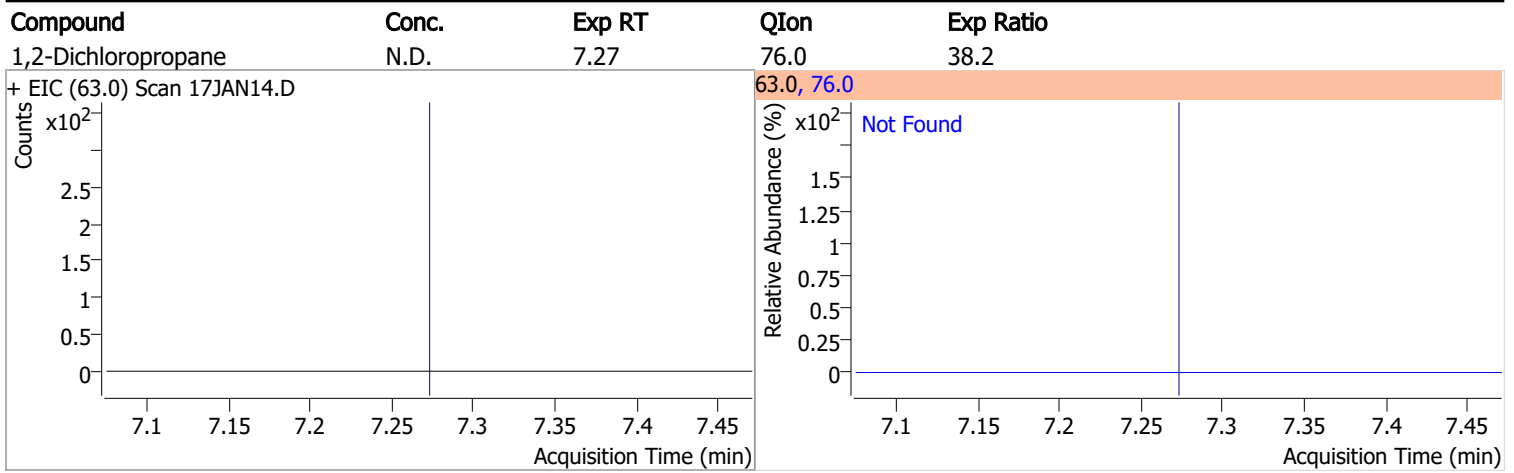 Compound Conc. Exp RT QIon Exp Ratio
1,2-Dichloropropane N.D. 7.27 76.0 38.2
+ EIC (63.0) Scan 17JAN14.D
Counts
x10²
2.5
2
1.5
1
0.5
0
7.1 7.15 7.2 7.25 7.3 7.35 7.4 7.45
Acquisition Time (min)
63.0, 76.0
Relative Abundance (%)
x10²
Not Found
1.5
1.25
1
0.75
0.5
0.25
0
7.1 7.15 7.2 7.25 7.3 7.35 7.4 7.45
Acquisition Time (min)